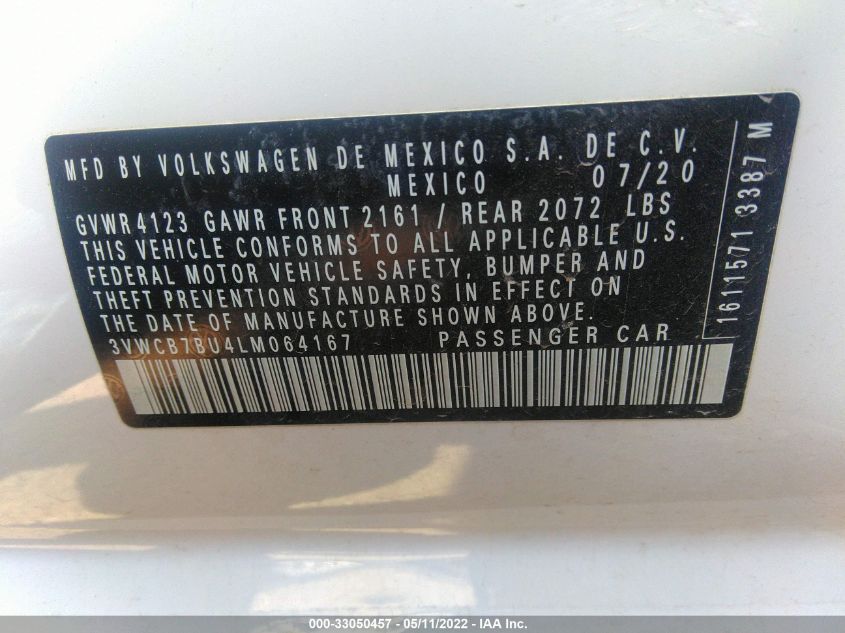 MFD BY VOLKSWAGEN DE MEXICO S.A. DE C.V.
MEXICO 07/20
GVWR4123 GAWR FRONT 2161 / REAR 2072 LBS
THIS VEHICLE CONFORMS TO ALL APPLICABLE U.S.
FEDERAL MOTOR VEHICLE SAFETY, BUMPER AND
THEFT PREVENTION STANDARDS IN EFFECT ON
THE DATE OF MANUFACTURE SHOWN ABOVE.
3VWCB7BU4LM064167 PASSENGER CAR
1611571 3387 M
000-33050457 - 05/11/2022 - IAA Inc.